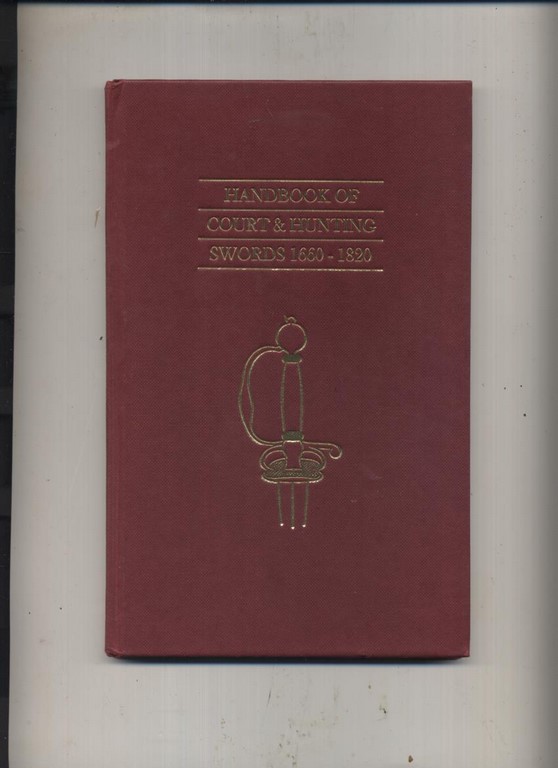 HANDBOOK OF
COURT & HUNTING
SWORDS 1660 - 1820